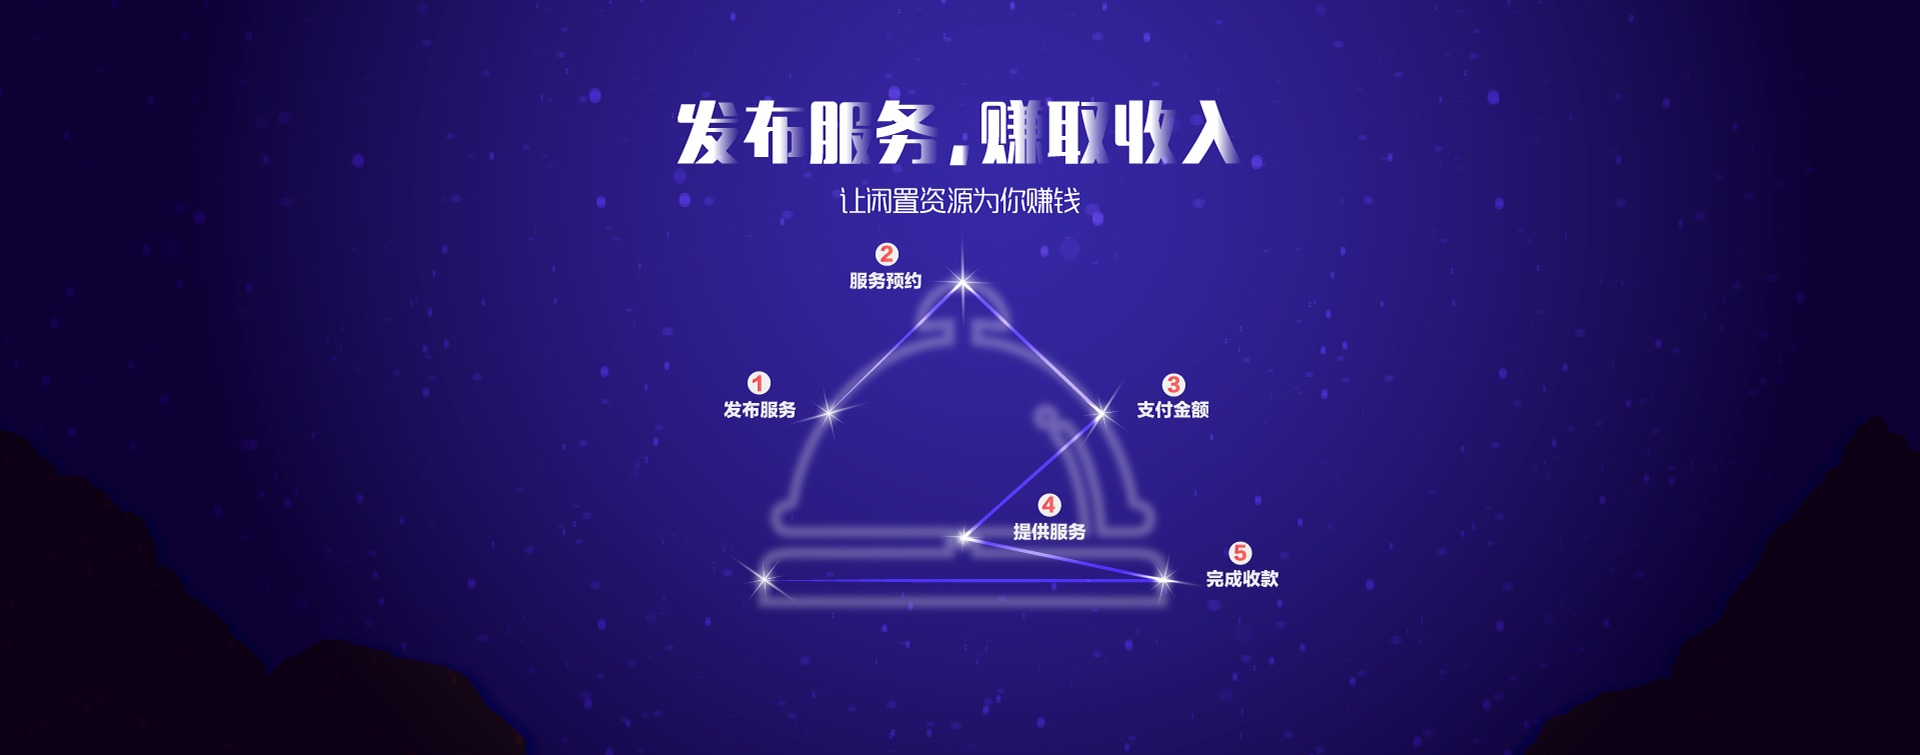 发布服务,赚取收入
让闲置资源为你赚钱
2
服务预约
1
发布服务
3
支付金额
4
提供服务
5
完成收款